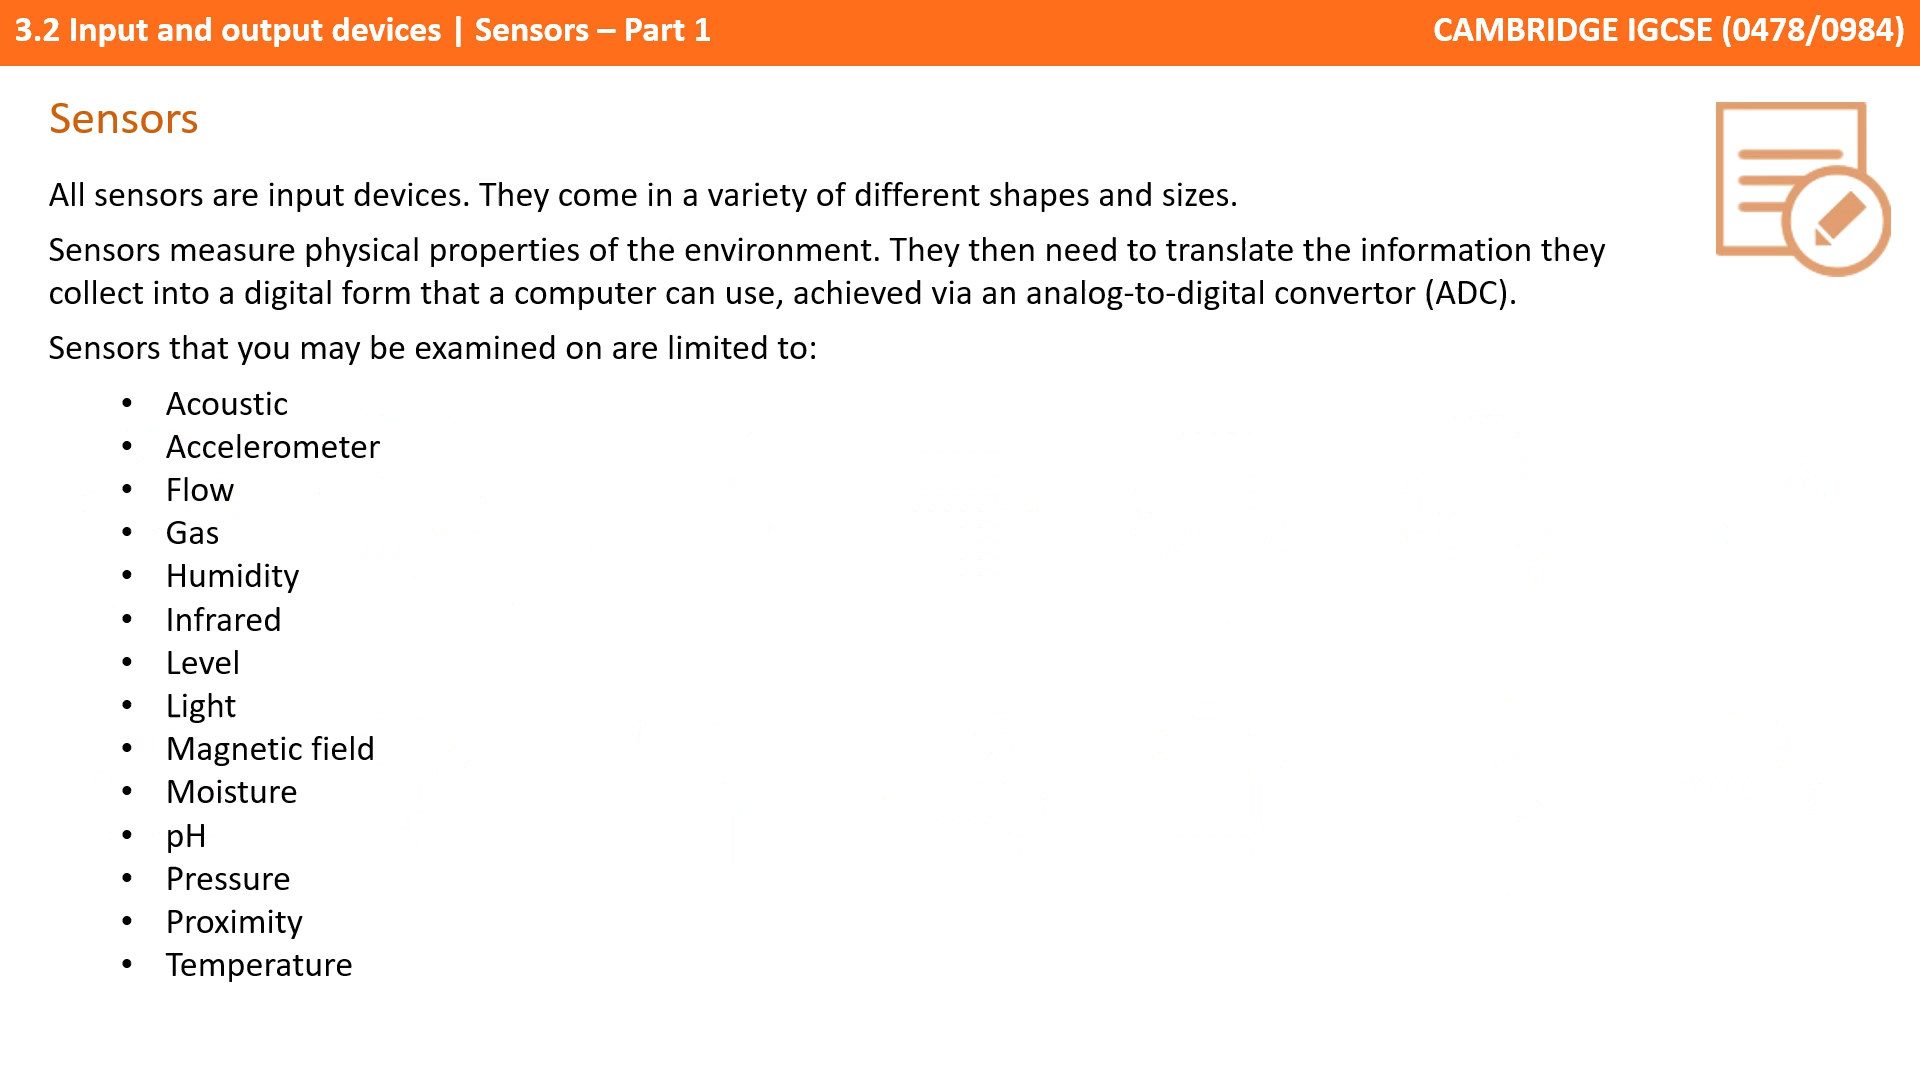 3.2 Input and output devices | Sensors – Part 1
CAMBRIDGE IGCSE (0478/0984)
Sensors
All sensors are input devices. They come in a variety of different shapes and sizes.
Sensors measure physical properties of the environment. They then need to translate the information they
collect into a digital form that a computer can use, achieved via an analog-to-digital convertor (ADC).
Sensors that you may be examined on are limited to:
• Acoustic
• Accelerometer
• Flow
• Gas
• Humidity
• Infrared
• Level
• Light
• Magnetic field
• Moisture
• pH
• Pressure
• Proximity
• Temperature